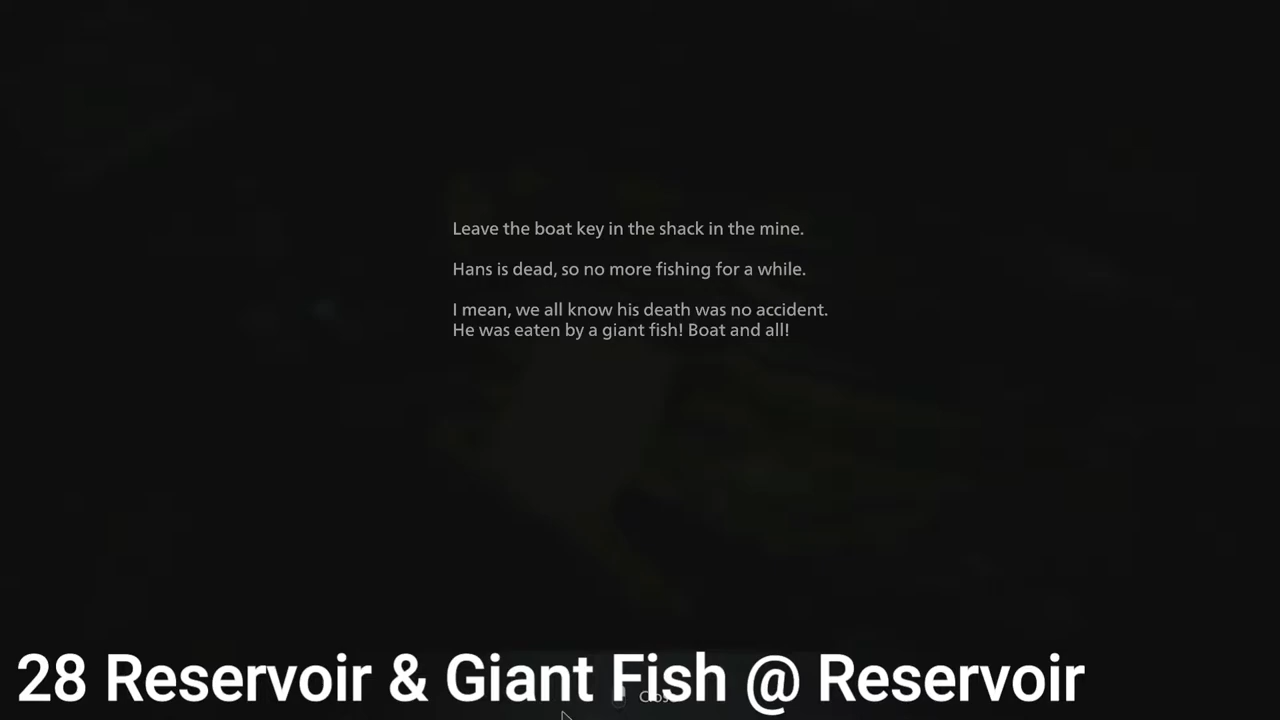 Leave the boat key in the shack in the mine.
Hans is dead, so no more fishing for a while.
I mean, we all know his death was no accident.
He was eaten by a giant fish! Boat and all!
28 Reservoir & Giant Fish @ Reservoir
Close